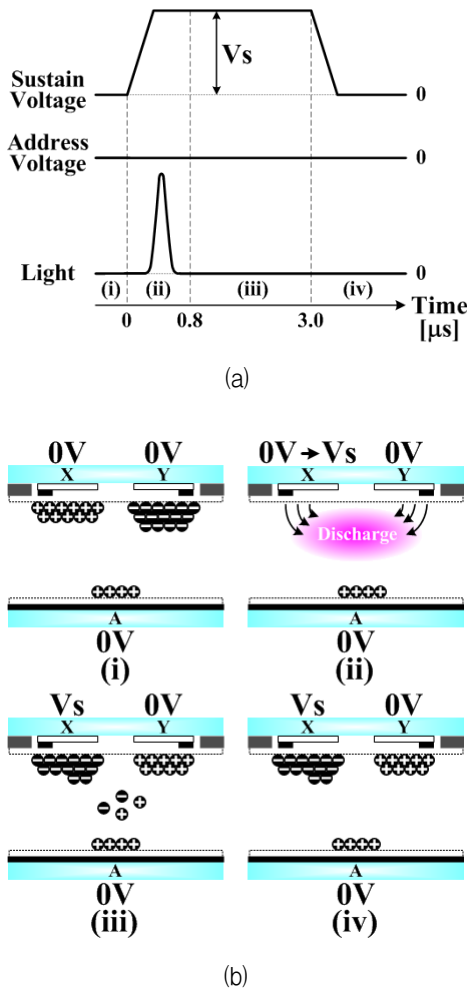 Vs
Sustain
Voltage
0
Address
Voltage
0
Light
0
(i) (ii) (iii) (iv)
0 0.8 3.0
Time
[μs]
(a)
0V 0V
X Y
A
0V
(i)
0V→Vs 0V
X Y
Discharge
A
0V
(ii)
Vs 0V
X Y
A
0V
(iii)
Vs 0V
X Y
A
0V
(iv)
(b)